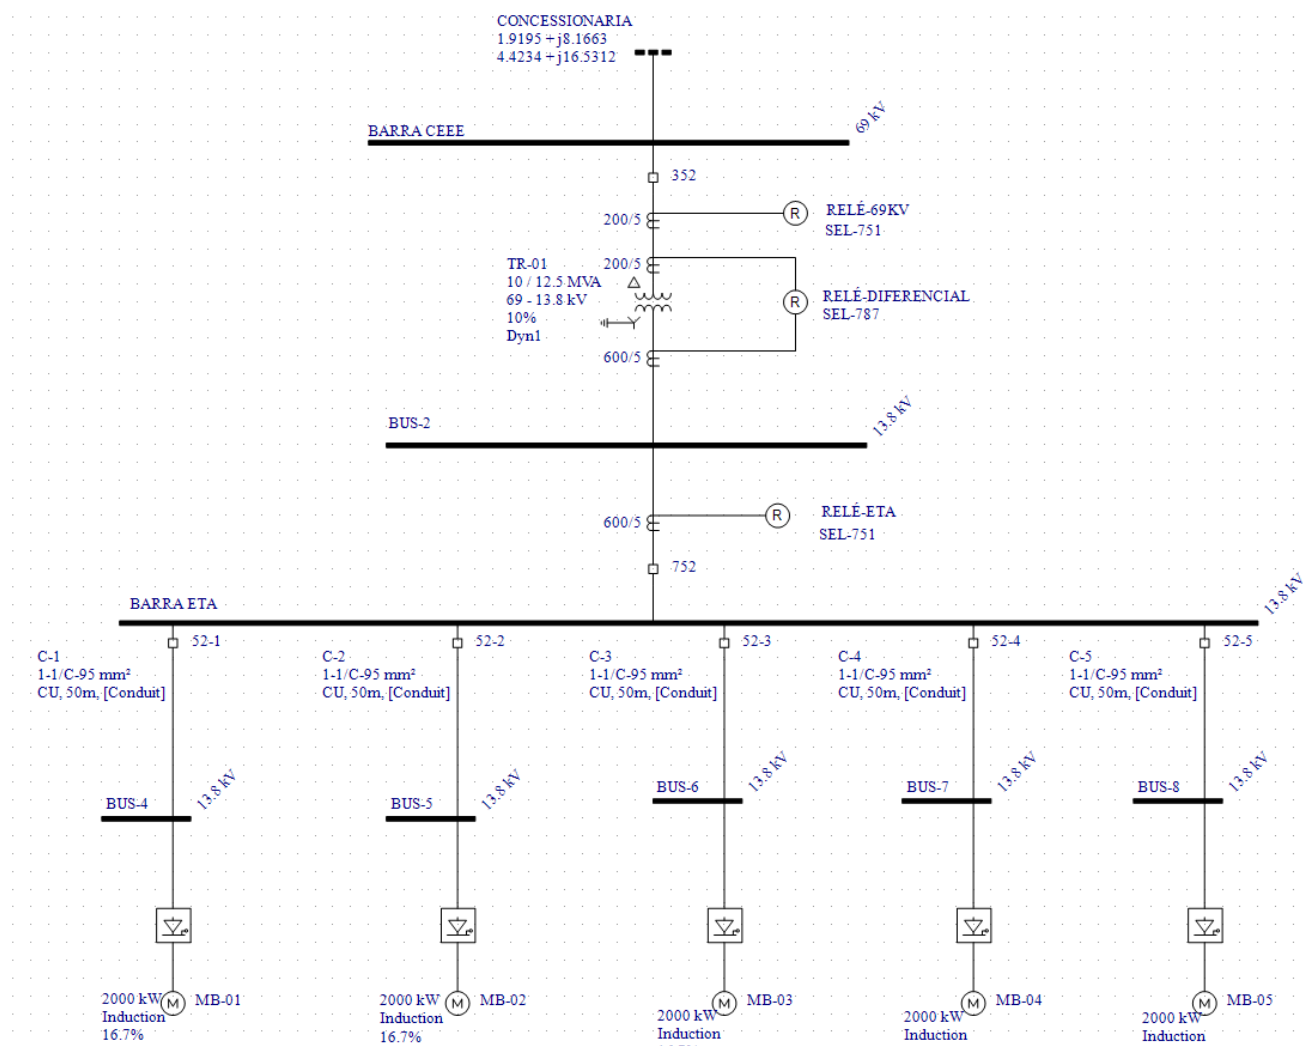 CONCESSIONARIA
1.9195 + j8.1663
4.4234 + j16.5312
69 kV
BARRA CEEE
352
200/5
R
RELÉ-69KV
SEL-751
TR-01
10 / 12.5 MVA
69 - 13.8 kV
10%
Dyn1
200/5
R
RELÉ-DIFERENCIAL
SEL-787
600/5
BUS-2
13.8 kV
600/5
R
RELÉ-ETA
SEL-751
752
BARRA ETA
13.8 kV
52-1
52-2
52-3
52-4
52-5
C-1
1-1/C-95 mm²
CU, 50m, [Conduit]
C-2
1-1/C-95 mm²
CU, 50m, [Conduit]
C-3
1-1/C-95 mm²
CU, 50m, [Conduit]
C-4
1-1/C-95 mm²
CU, 50m, [Conduit]
C-5
1-1/C-95 mm²
CU, 50m, [Conduit]
BUS-4
13.8 kV
BUS-5
13.8 kV
BUS-6
13.8 kV
BUS-7
13.8 kV
BUS-8
13.8 kV
2000 kW
Induction
16.7%
M
MB-01
2000 kW
Induction
16.7%
M
MB-02
2000 kW
Induction
M
MB-03
2000 kW
Induction
M
MB-04
2000 kW
Induction
M
MB-05